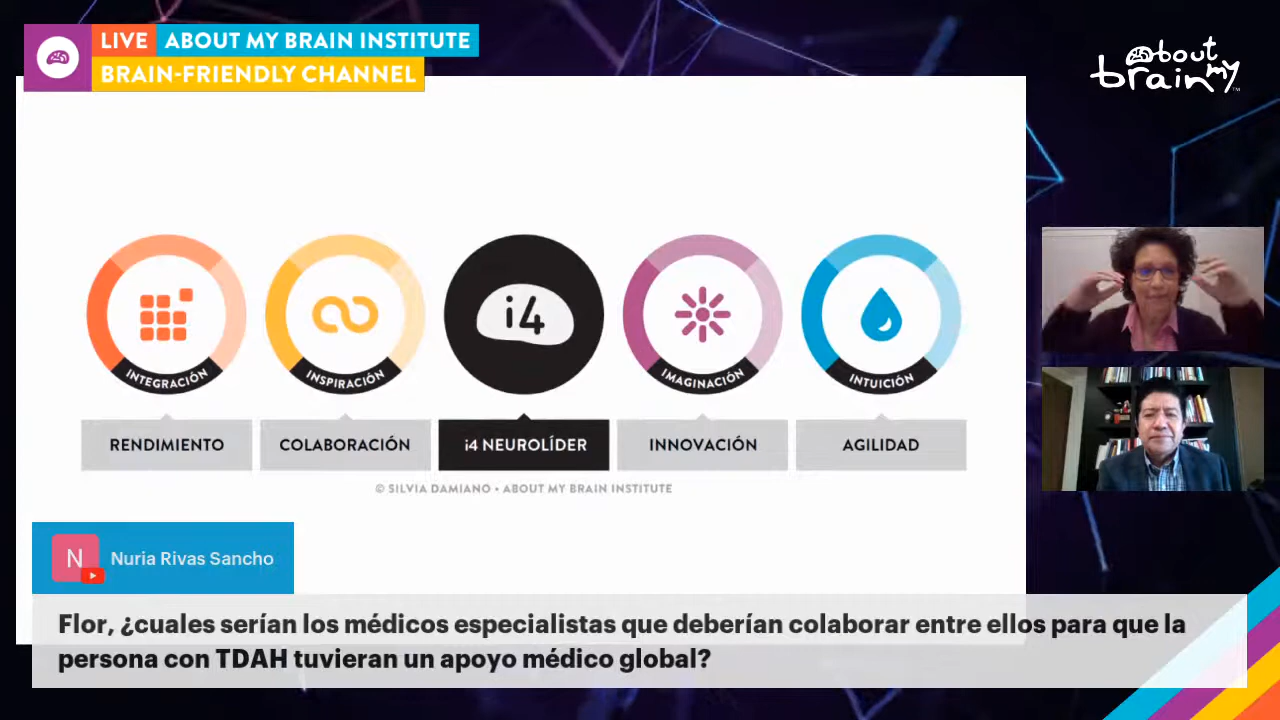 LIVE ABOUT MY BRAIN INSTITUTE
BRAIN-FRIENDLY CHANNEL
about
my
brain™
i4
INTEGRACIÓN
INSPIRACIÓN
IMAGINACIÓN
INTUICIÓN
RENDIMIENTO
COLABORACIÓN
i4 NEUROLÍDER
INNOVACIÓN
AGILIDAD
© SILVIA DAMIANO • ABOUT MY BRAIN INSTITUTE
N Nuria Rivas Sancho
Flor, ¿cuales serían los médicos especialistas que deberían colaborar entre ellos para que la
persona con TDAH tuvieran un apoyo médico global?